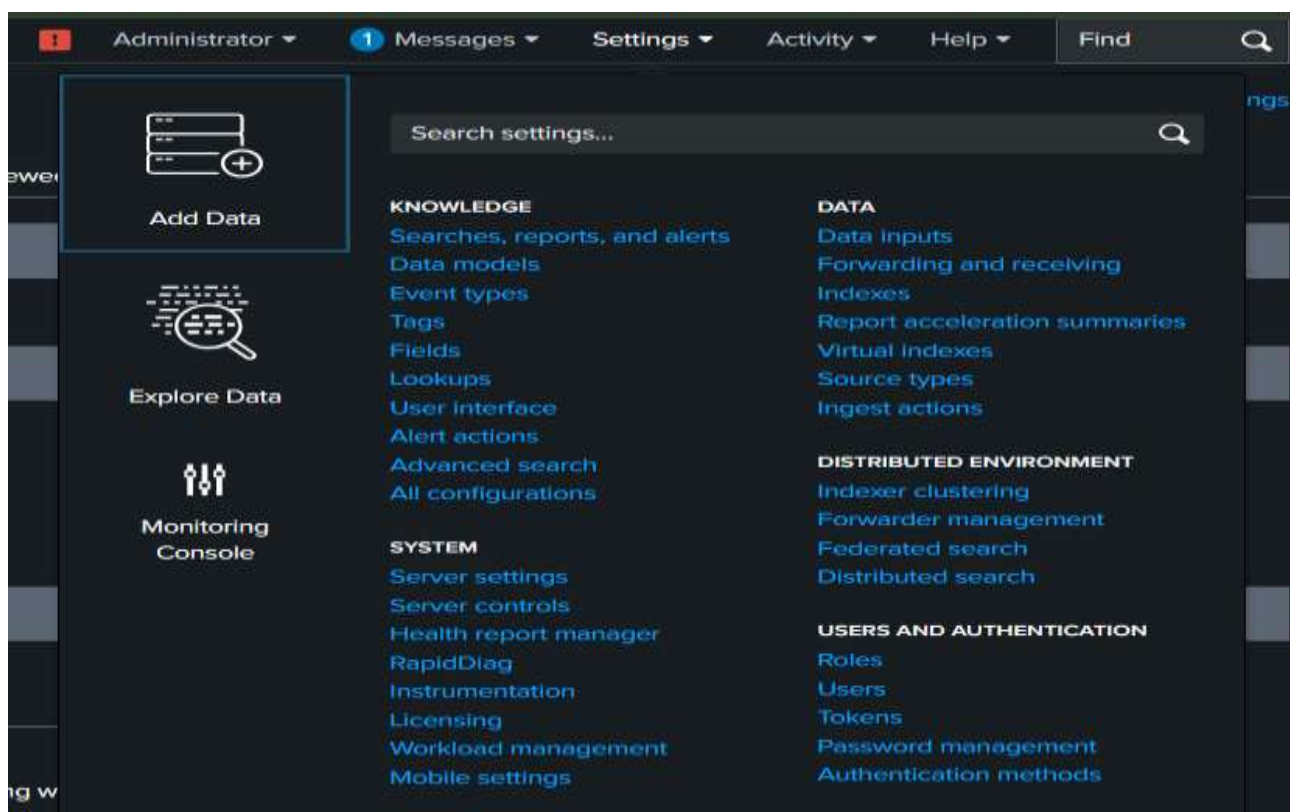 ! Administrator 1 Messages Settings Activity Help Find
ngs
Search settings...
ewe
Add Data
Explore Data
Monitoring
Console
KNOWLEDGE
Searches, reports, and alerts
Data models
Event types
Tags
Fields
Lookups
User interface
Alert actions
Advanced search
All configurations
SYSTEM
Server settings
Server controls
Health report manager
RapidDiag
Instrumentation
Licensing
Workload management
Mobile settings
DATA
Data inputs
Forwarding and receiving
Indexes
Report acceleration summaries
Virtual indexes
Source types
Ingest actions
DISTRIBUTED ENVIRONMENT
Indexer clustering
Forwarder management
Federated search
Distributed search
USERS AND AUTHENTICATION
Roles
Users
Tokens
Password management
Authentication methods
ng w